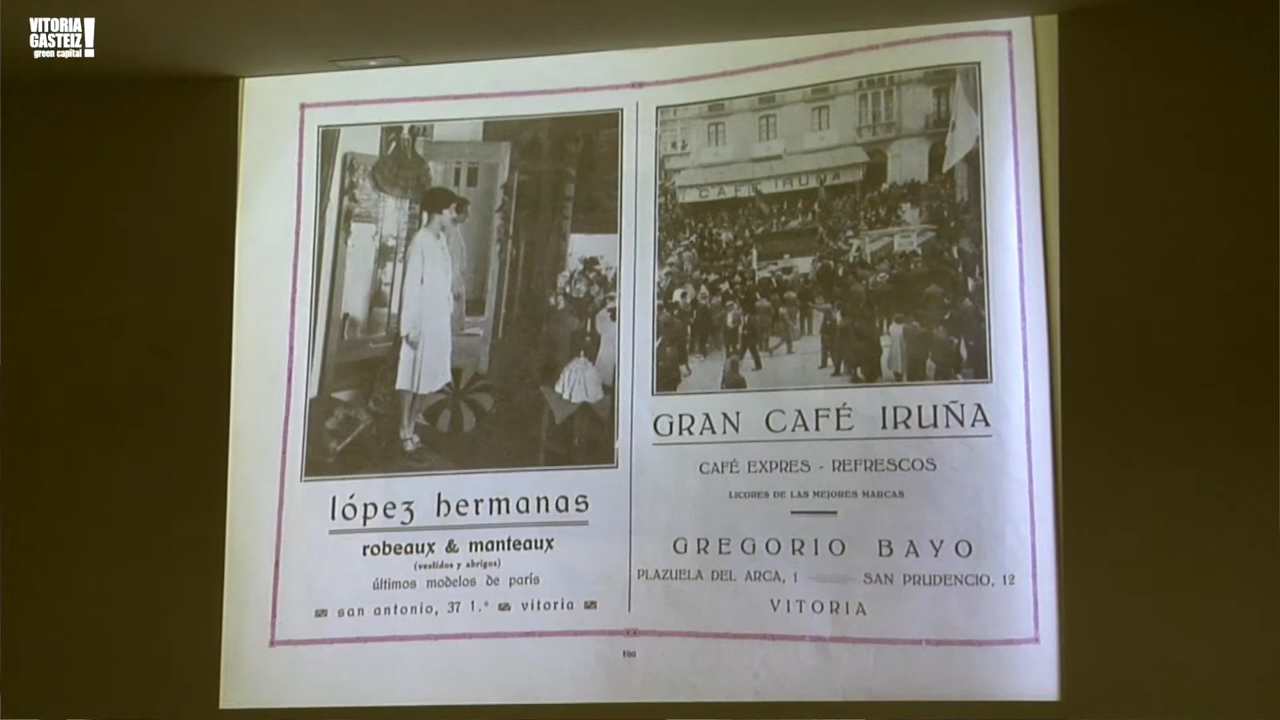 VITORIA
GASTEIZ!
green capital
CAFE IRUÑA
lópez hermanas
robeaux & manteaux
(vestidos y abrigos)
últimos modelos de parís
san antonio, 37 1.º vitoria
GRAN CAFÉ IRUÑA
CAFÉ EXPRES - REFRESCOS
LICORES DE LAS MEJORES MARCAS
GREGORIO BAYO
PLAZUELA DEL ARCA, 1 SAN PRUDENCIO, 12
VITORIA